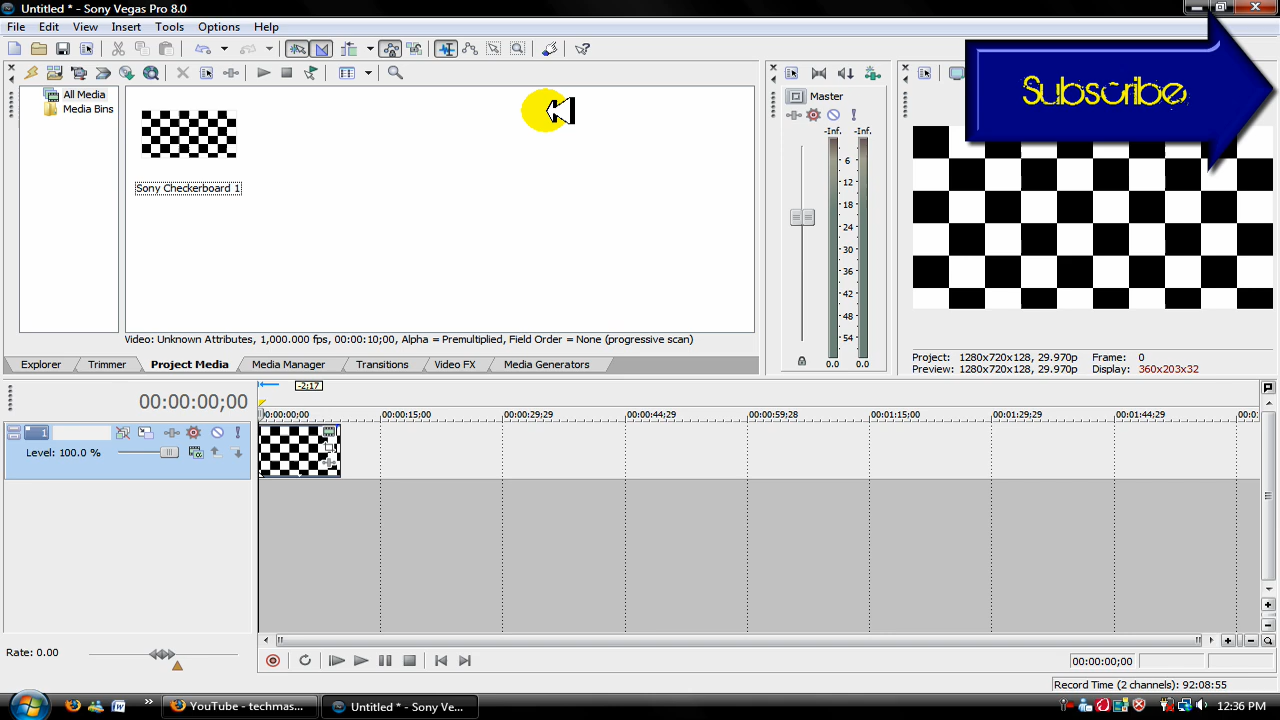 Untitled * - Sony Vegas Pro 8.0
File Edit View Insert Tools Options Help
Subscribe
All Media
Media Bins
Sony Checkerboard 1
Master
-Inf. -Inf.
6
12
18
24
30
36
42
48
54
0.0 0.0
Video: Unknown Attributes, 1,000.000 fps, 00:00:10;00, Alpha = Premultiplied, Field Order = None (progressive scan)
Explorer Trimmer Project Media Media Manager Transitions Video FX Media Generators
Project: 1280x720x128, 29.970p Frame: 0
Preview: 1280x720x128, 29.970p Display: 360x203x32
-2:17
00:00:00;00
00:00:15;00 00:00:29;29 00:00:44;29 00:00:59;28 00:01:15;00 00:01:29;29 00:01:44;29
1
Level: 100.0 %
Rate: 0.00
00:00:00;00
Record Time (2 channels): 92:08:55
YouTube - techmas... Untitled * - Sony Ve... 12:36 PM